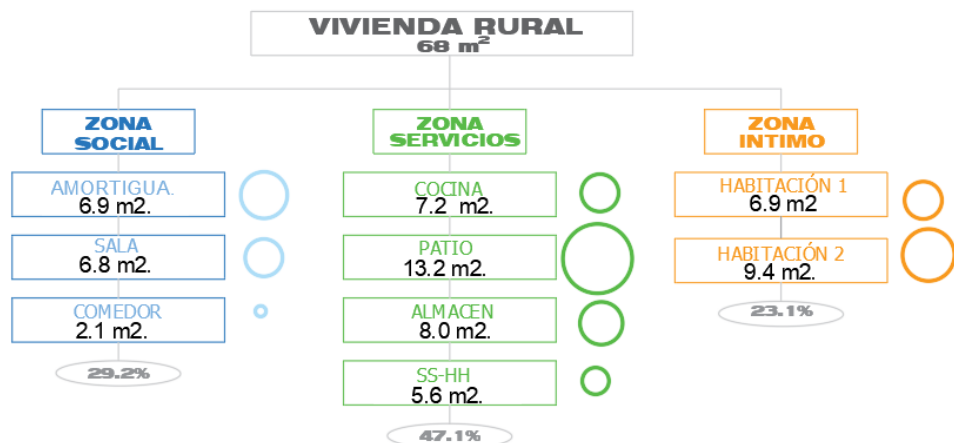 VIVIENDA RURAL
68 m²
ZONA
SOCIAL
AMORTIGUA.
6.9 m2.
SALA
6.8 m2.
COMEDOR
2.1 m2.
29.2%
ZONA
SERVICIOS
COCINA
7.2 m2.
PATIO
13.2 m2.
ALMACEN
8.0 m2.
SS-HH
5.6 m2.
47.1%
ZONA
INTIMO
HABITACIÓN 1
6.9 m2
HABITACIÓN 2
9.4 m2.
23.1%